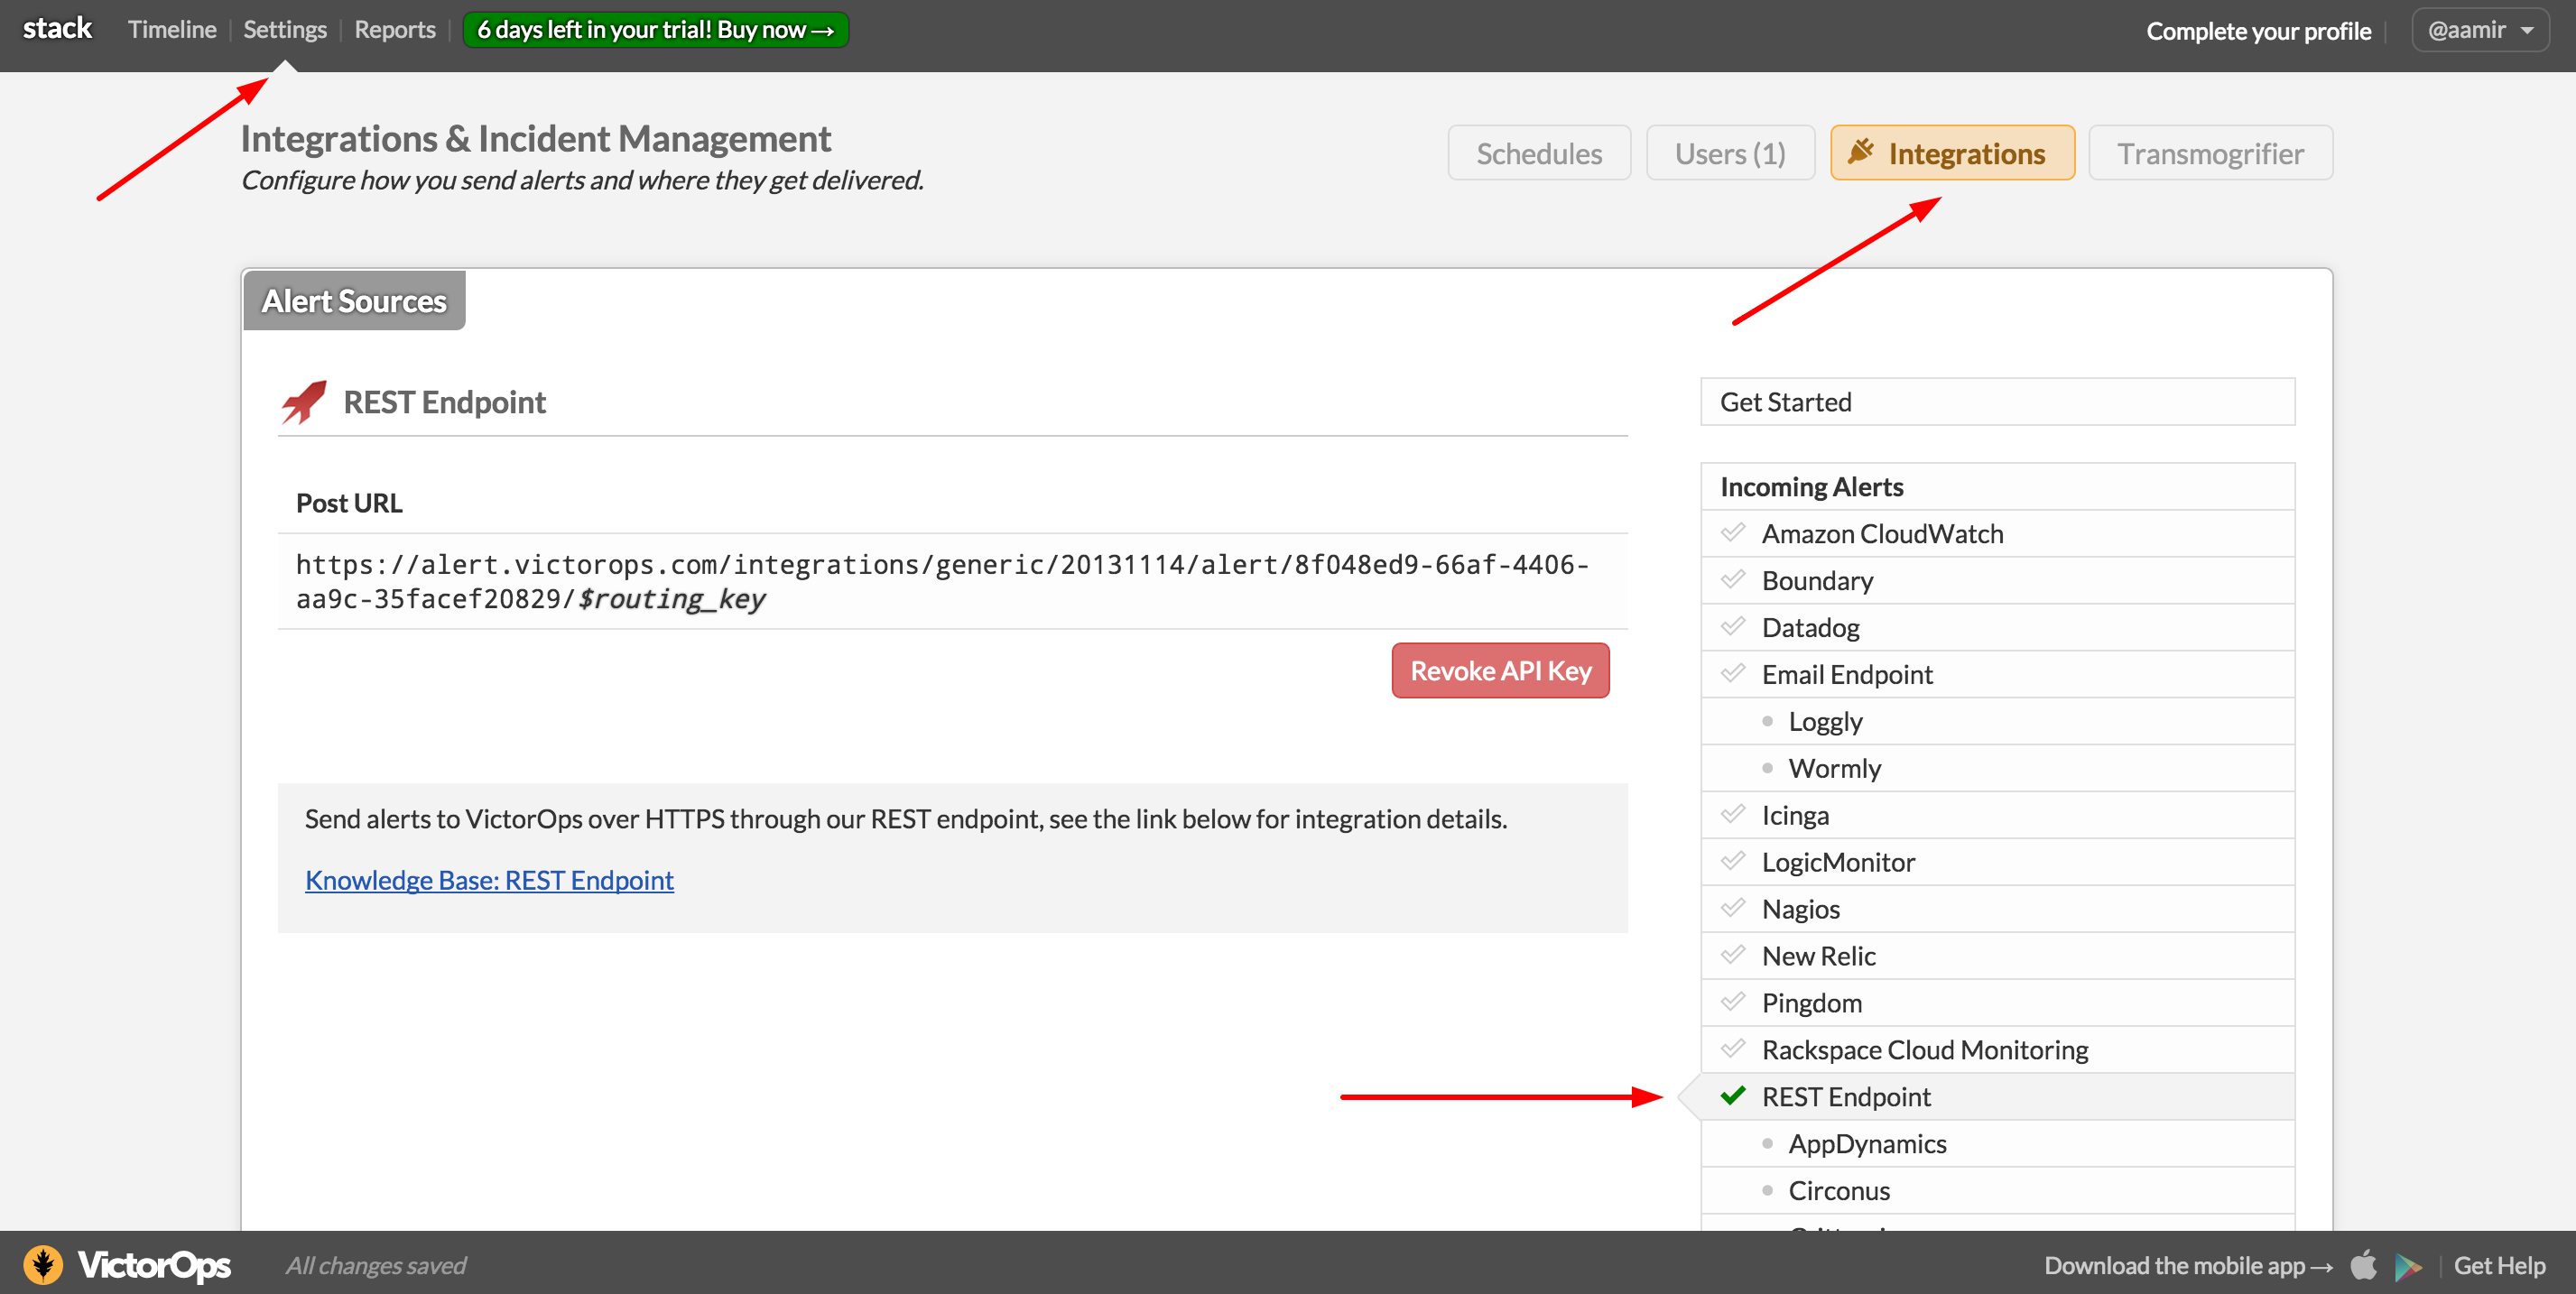 stack Timeline Settings Reports 6 days left in your trial! Buy now → Complete your profile @aamir
Integrations & Incident Management
Configure how you send alerts and where they get delivered.
Schedules Users (1) Integrations Transmogrifier
Alert Sources
REST Endpoint
Post URL
https://alert.victorops.com/integrations/generic/20131114/alert/8f048ed9-66af-4406-
aa9c-35facef20829/$routing_key
Revoke API Key
Send alerts to VictorOps over HTTPS through our REST endpoint, see the link below for integration details.
Knowledge Base: REST Endpoint
Get Started
Incoming Alerts
Amazon CloudWatch
Boundary
Datadog
Email Endpoint
Loggly
Wormly
Icinga
LogicMonitor
Nagios
New Relic
Pingdom
Rackspace Cloud Monitoring
REST Endpoint
AppDynamics
Circonus
VictorOps All changes saved Download the mobile app → Get Help